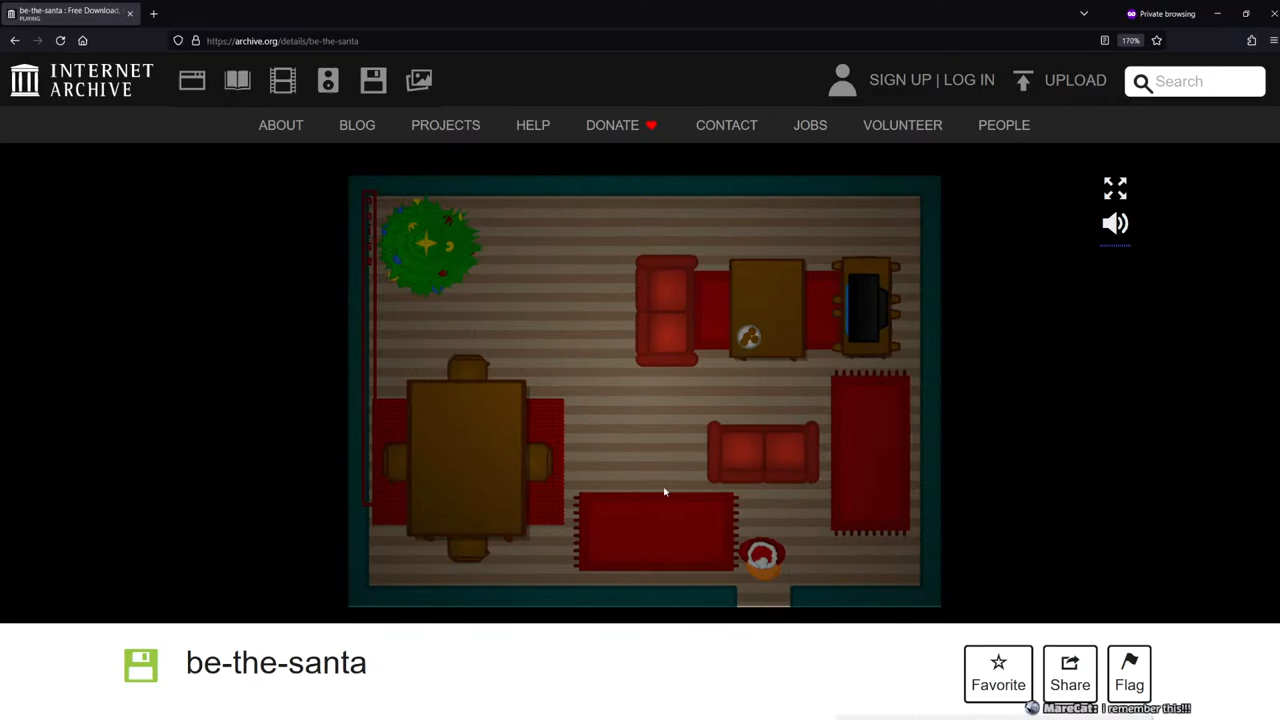 be-the-santa : Free Download,
PLAYING
Private browsing
https://archive.org/details/be-the-santa
170%
INTERNET
ARCHIVE
SIGN UP | LOG IN
UPLOAD
Search
ABOUT
BLOG
PROJECTS
HELP
DONATE
CONTACT
JOBS
VOLUNTEER
PEOPLE
be-the-santa
Favorite
Share
Flag
MareCat: i remember this!!!